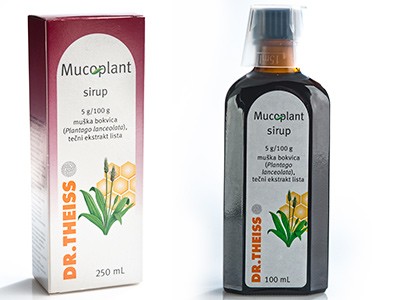 Mucoplant
sirup
5 g/100 g
muška bokvica
(Plantago lanceolata),
tečni ekstrakt lista
DR.THEISS
250 mL
Mucoplant
sirup
5 g/100 g
muška bokvica
(Plantago lanceolata),
tečni ekstrakt lista
DR.THEISS
100 mL